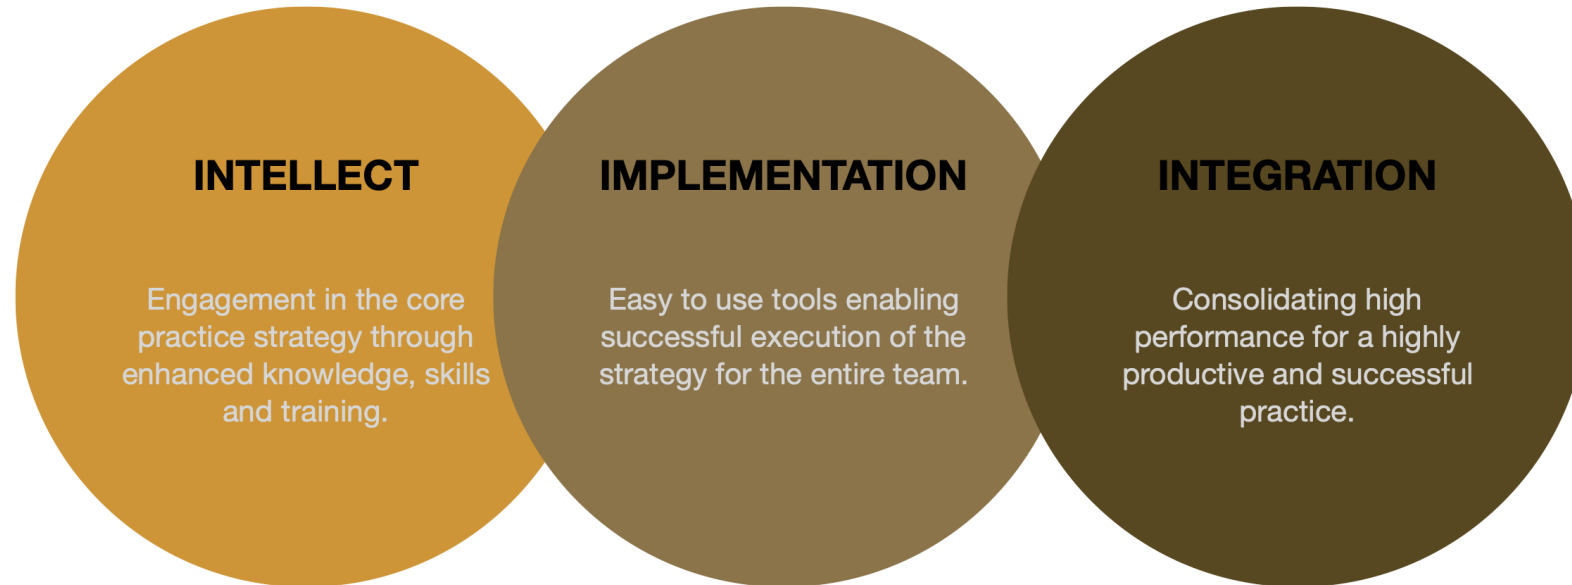 INTELLECT
Engagement in the core
practice strategy through
enhanced knowledge, skills
and training.
IMPLEMENTATION
Easy to use tools enabling
successful execution of the
strategy for the entire team.
INTEGRATION
Consolidating high
performance for a highly
productive and successful
practice.